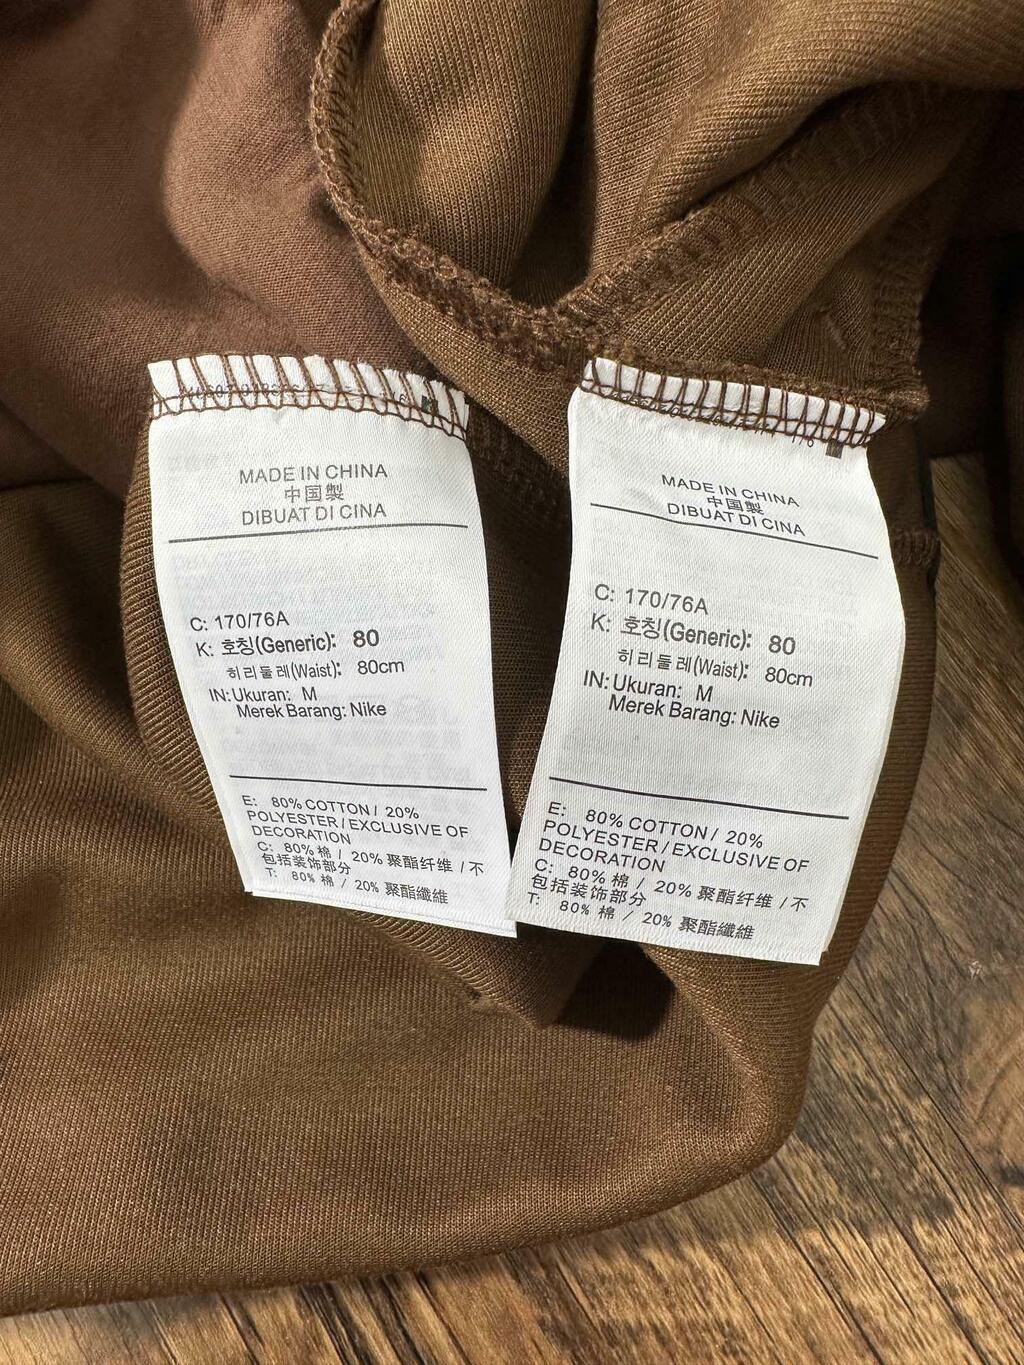 MADE IN CHINA
中国製
DIBUAT DI CINA
C: 170/76A
K: 호칭(Generic): 80
히리둘레(Waist): 80cm
IN: Ukuran: M
Merek Barang: Nike
E: 80% COTTON / 20%
POLYESTER / EXCLUSIVE OF
DECORATION
C: 80% 棉 / 20% 聚酯纤维 / 不
包括装饰部分
T: 80% 棉 / 20% 聚酯纖維
MADE IN CHINA
中国製
DIBUAT DI CINA
C: 170/76A
K: 호칭(Generic): 80
히리둘레(Waist): 80cm
IN: Ukuran: M
Merek Barang: Nike
E: 80% COTTON / 20%
POLYESTER / EXCLUSIVE OF
DECORATION
C: 80% 棉 / 20% 聚酯纤维 / 不
包括装饰部分
T: 80% 棉 / 20% 聚酯纖維